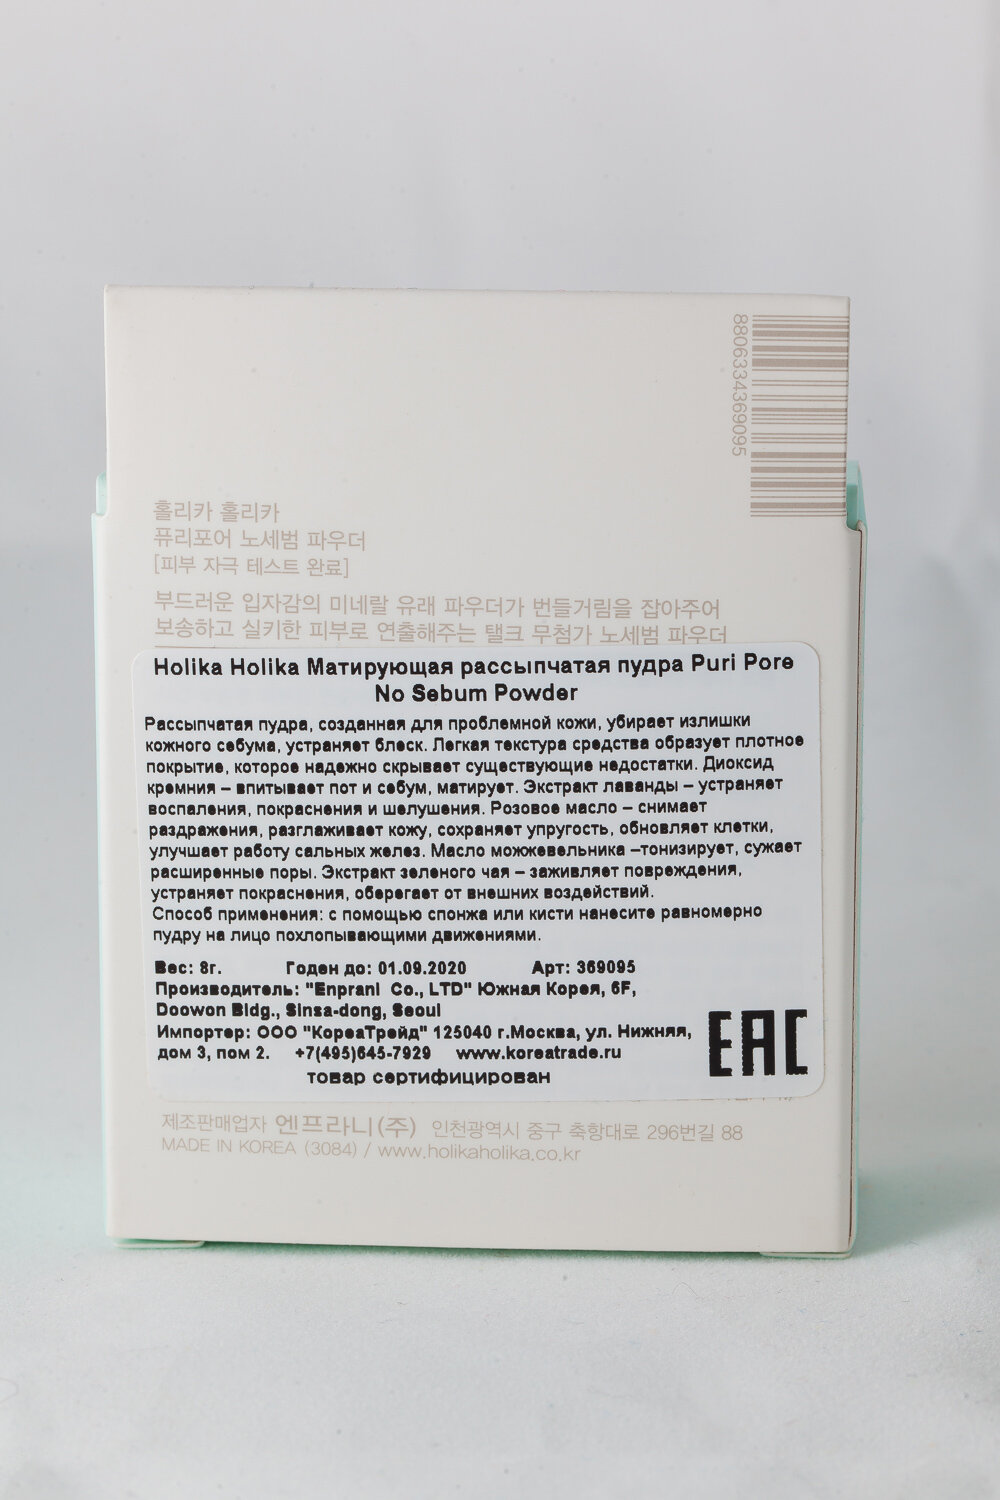 8806334369095
홀리카 홀리카
퓨리포어 노세범 파우더
[피부 자극 테스트 완료]
부드러운 입자감의 미네랄 유래 파우더가 번들거림을 잡아주어
보송하고 실키한 피부로 연출해주는 탤크 무첨가 노세범 파우더
Holika Holika Матирующая рассыпчатая пудра Puri Pore
No Sebum Powder
Рассыпчатая пудра, созданная для проблемной кожи, убирает излишки
кожного себума, устраняет блеск. Легкая текстура средства образует плотное
покрытие, которое надежно скрывает существующие недостатки. Диоксид
кремния – впитывает пот и себум, матирует. Экстракт лаванды – устраняет
воспаления, покраснения и шелушения. Розовое масло – снимает
раздражения, разглаживает кожу, сохраняет упругость, обновляет клетки,
улучшает работу сальных желез. Масло можжевельника –тонизирует, сужает
расширенные поры. Экстракт зеленого чая – заживляет повреждения,
устраняет покраснения, оберегает от внешних воздействий.
Способ применения: с помощью спонжа или кисти нанесите равномерно
пудру на лицо похлопывающими движениями.
Вес: 8г. Годен до: 01.09.2020 Арт: 369095
Производитель: "Enprani Co., LTD" Южная Корея, 6F,
Doowon Bldg., Sinsa-dong, Seoul
Импортер: ООО "КореаТрейд" 125040 г.Москва, ул. Нижняя,
дом 3, пом 2. +7(495)645-7929 www.koreatrade.ru
товар сертифицирован
EAC
제조판매업자 엔프라니(주) 인천광역시 중구 축항대로 296번길 88
MADE IN KOREA (3084) / www.holikaholika.co.kr